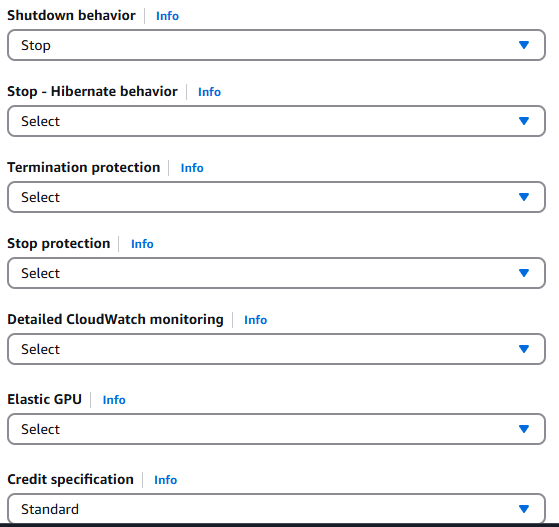 Shutdown behavior Info
Stop
Stop - Hibernate behavior Info
Select
Termination protection Info
Select
Stop protection Info
Select
Detailed CloudWatch monitoring Info
Select
Elastic GPU Info
Select
Credit specification Info
Standard